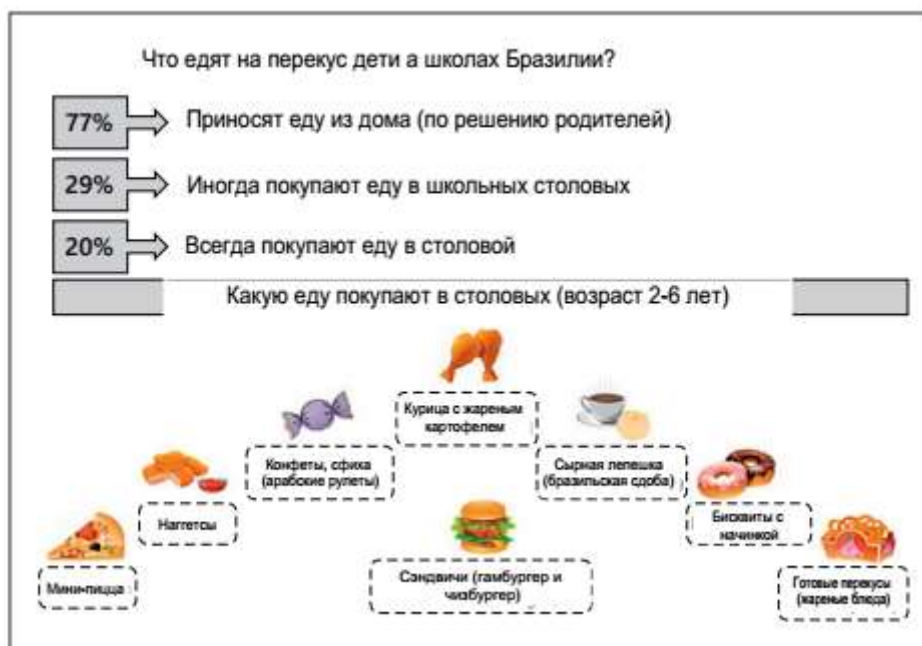 Что едят на перекус дети а школах Бразилии?
77%
Приносят еду из дома (по решению родителей)
29%
Иногда покупают еду в школьных столовых
20%
Всегда покупают еду в столовой
Какую еду покупают в столовых (возраст 2-6 лет)
Курица с жареным
картофелем
Конфеты, сфиха
(арабские рулеты)
Сырная лепешка
(бразильская сдоба)
Наггетсы
Бисквиты с
начинкой
Мини-пицца
Сэндвичи (гамбургер и
чизбургер)
Готовые перекусы
(жареные блюда)